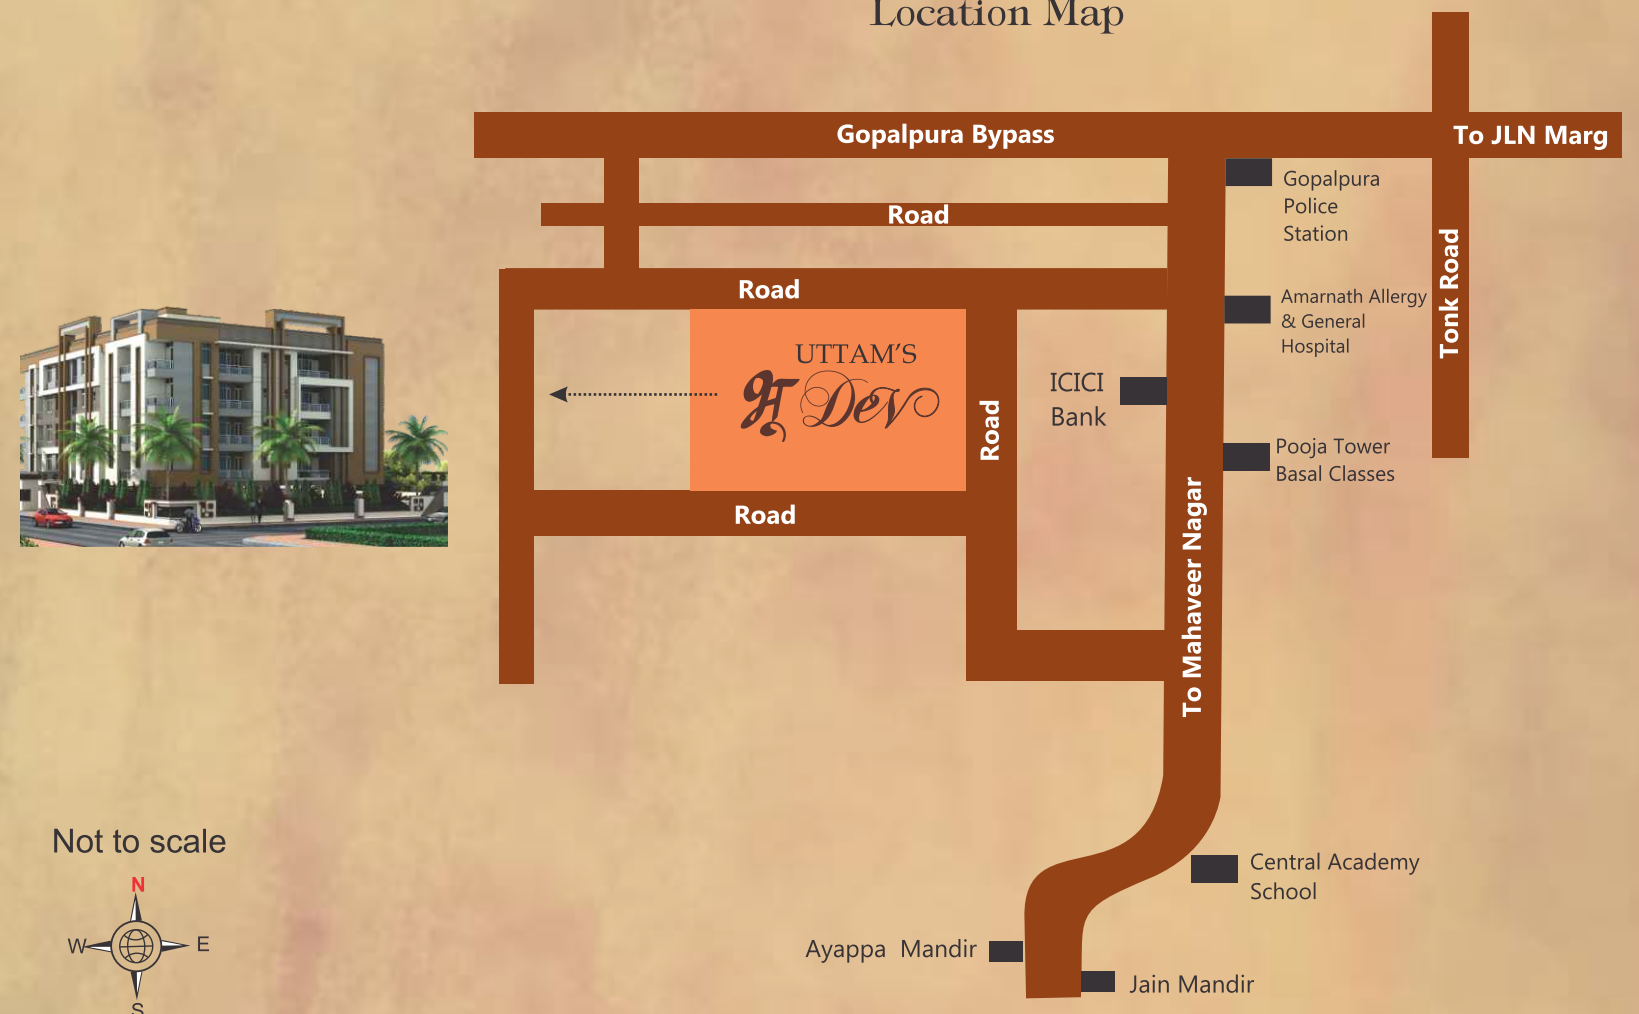 Location Map
Gopalpura Bypass
To JLN Marg
Road
Gopalpura
Police
Station
Road
Tonk Road
Amarnath Allergy
& General
Hospital
UTTAM'S
श्री Dev
ICICI
Bank
Road
Pooja Tower
Basal Classes
Road
To Mahaveer Nagar
Not to scale
N
W
E
S
Central Academy
School
Ayappa Mandir
Jain Mandir